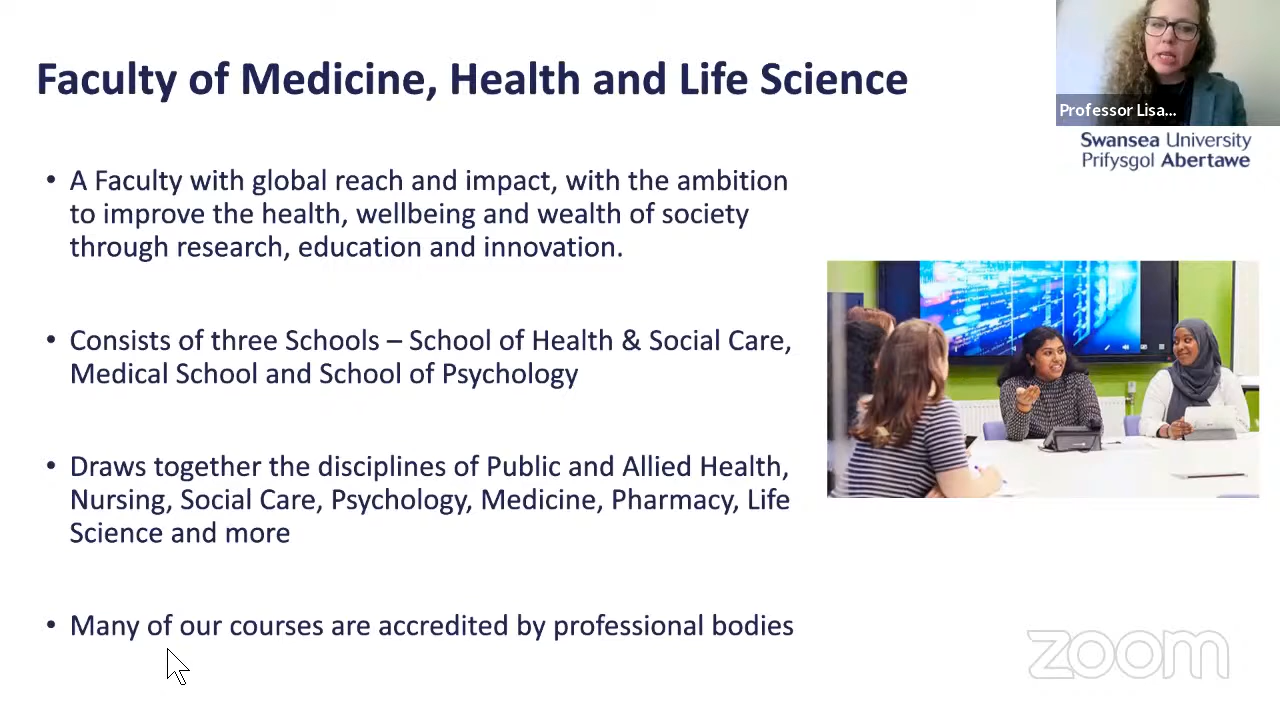 Faculty of Medicine, Health and Life Science
Professor Lisa...
Swansea University
Prifysgol Abertawe
• A Faculty with global reach and impact, with the ambition
to improve the health, wellbeing and wealth of society
through research, education and innovation.
• Consists of three Schools – School of Health & Social Care,
Medical School and School of Psychology
• Draws together the disciplines of Public and Allied Health,
Nursing, Social Care, Psychology, Medicine, Pharmacy, Life
Science and more
• Many of our courses are accredited by professional bodies
zoom